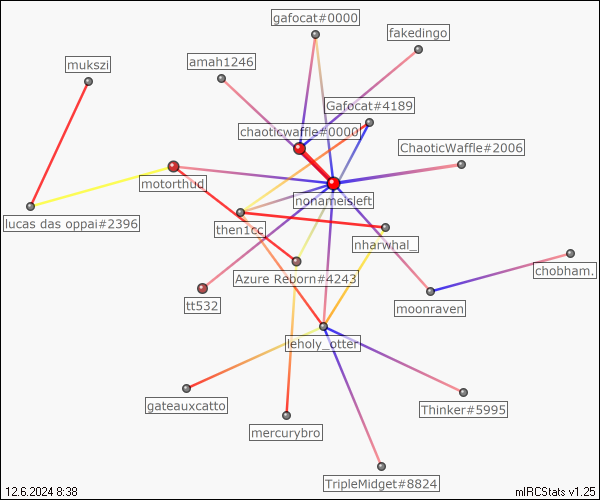 gafocat#0000
fakedingo
amah1246
mukszi
Gafocat#4189
chaoticwaffle#0000
ChaoticWaffle#2006
motorthud
nonameisleft
lucas das oppai#2396
then1cc
nharwhal_
Azure Reborn#4243
chobham.
tt532
moonraven
leholy_otter
gateauxcatto
Thinker#5995
mercurybro
TripleMidget#8824
12.6.2024 8:38
mIRCStats v1.25